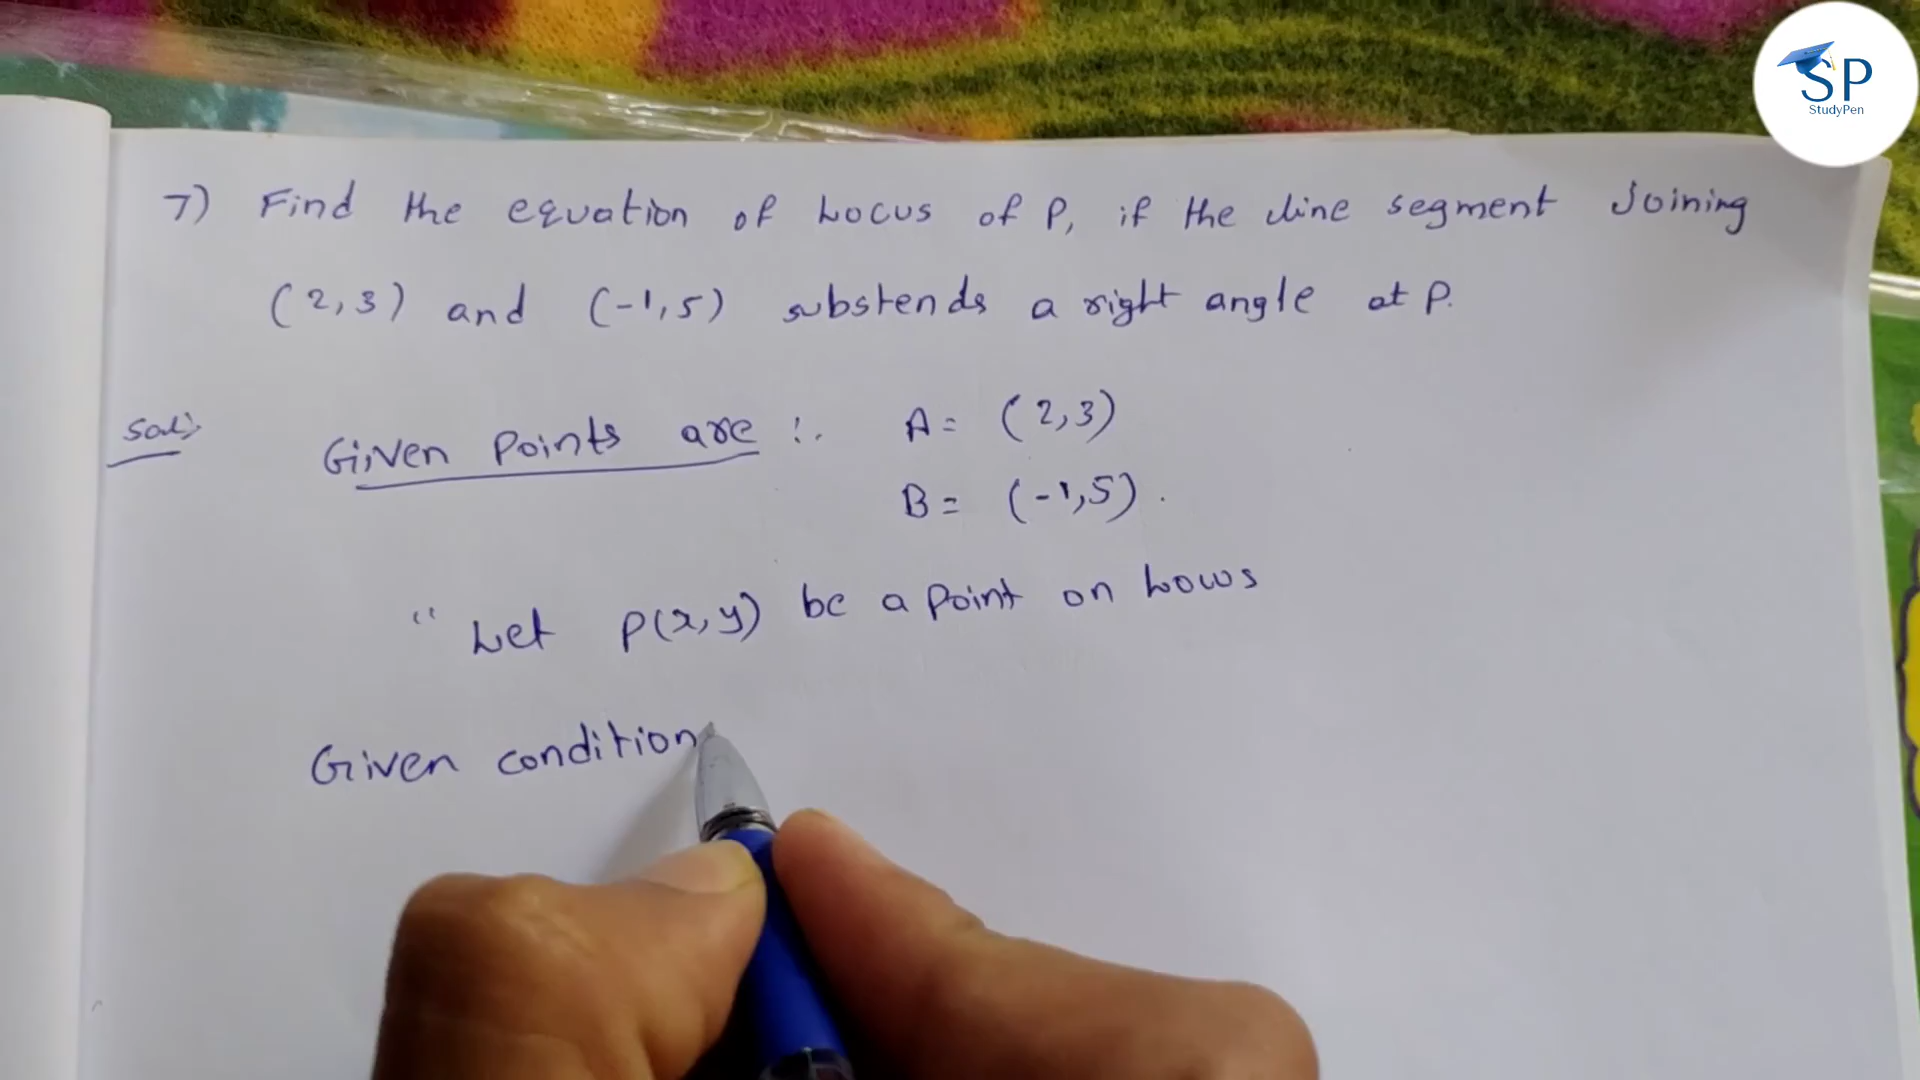 SP
StudyPen
7) Find the equation of Locus of P, if the line segment Joining
(2,3) and (-1,5) substends a right angle at P.
Sol:
Given Points are :. A = (2,3)
B = (-1,5).
" Let P(x,y) be a Point on Locus
Given condition